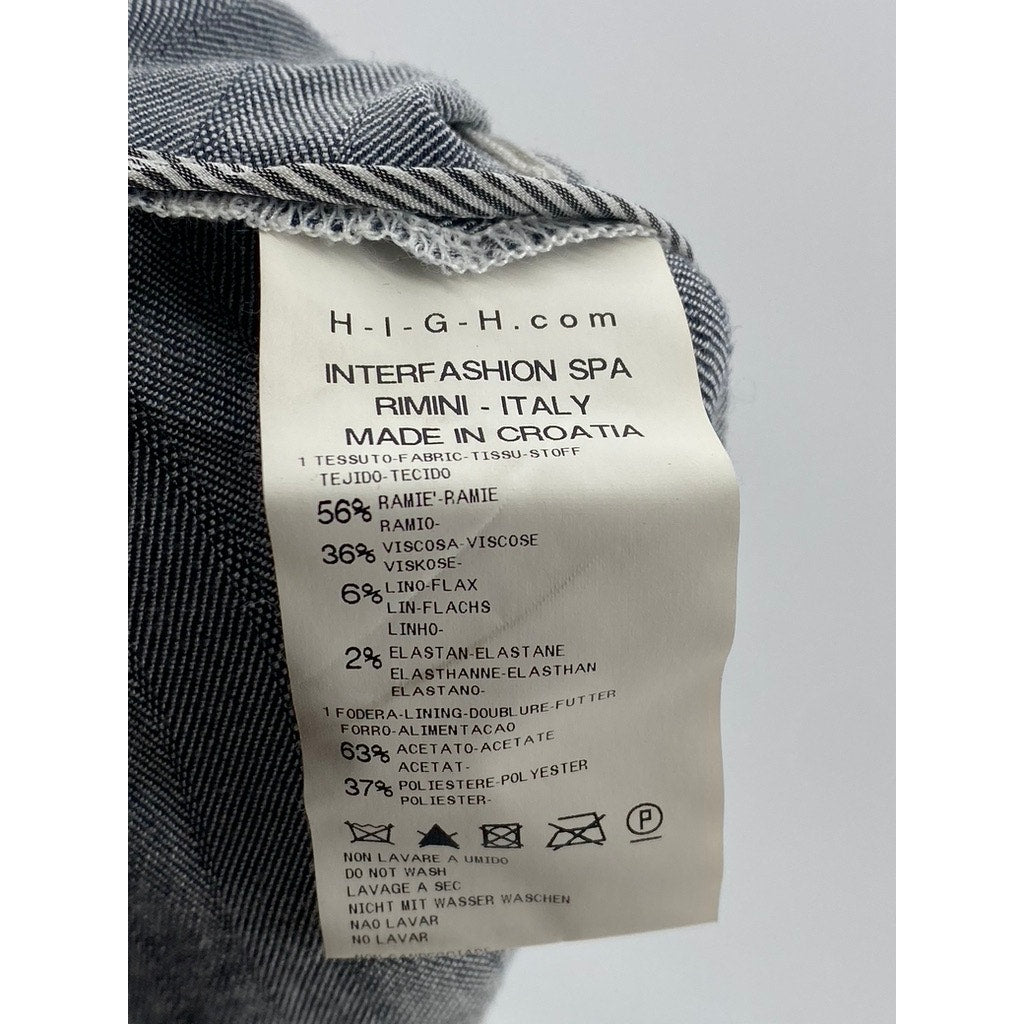 H-I-G-H.com
INTERFASHION SPA
RIMINI - ITALY
MADE IN CROATIA
1 TESSUTO-FABRIC-TISSU-STOFF
TEJIDO-TECIDO
56% RAMIE'-RAMIE
RAMIO-
36% VISCOSA-VISCOSE
VISKOSE-
6% LINO-FLAX
LIN-FLACHS
LINHO-
2% ELASTAN-ELASTANE
ELASTHANNE-ELASTHAN
ELASTANO-
1 FODERA-LINING-DOUBLURE-FUTTER
FORRO-ALIMENTACAO
63% ACETATO-ACETATE
ACETAT-
37% POLIESTERE-POLYESTER
POLIESTER-
P
NON LAVARE A UMIDO
DO NOT WASH
LAVAGE A SEC
NICHT MIT WASSER WASCHEN
NAO LAVAR
NO LAVAR